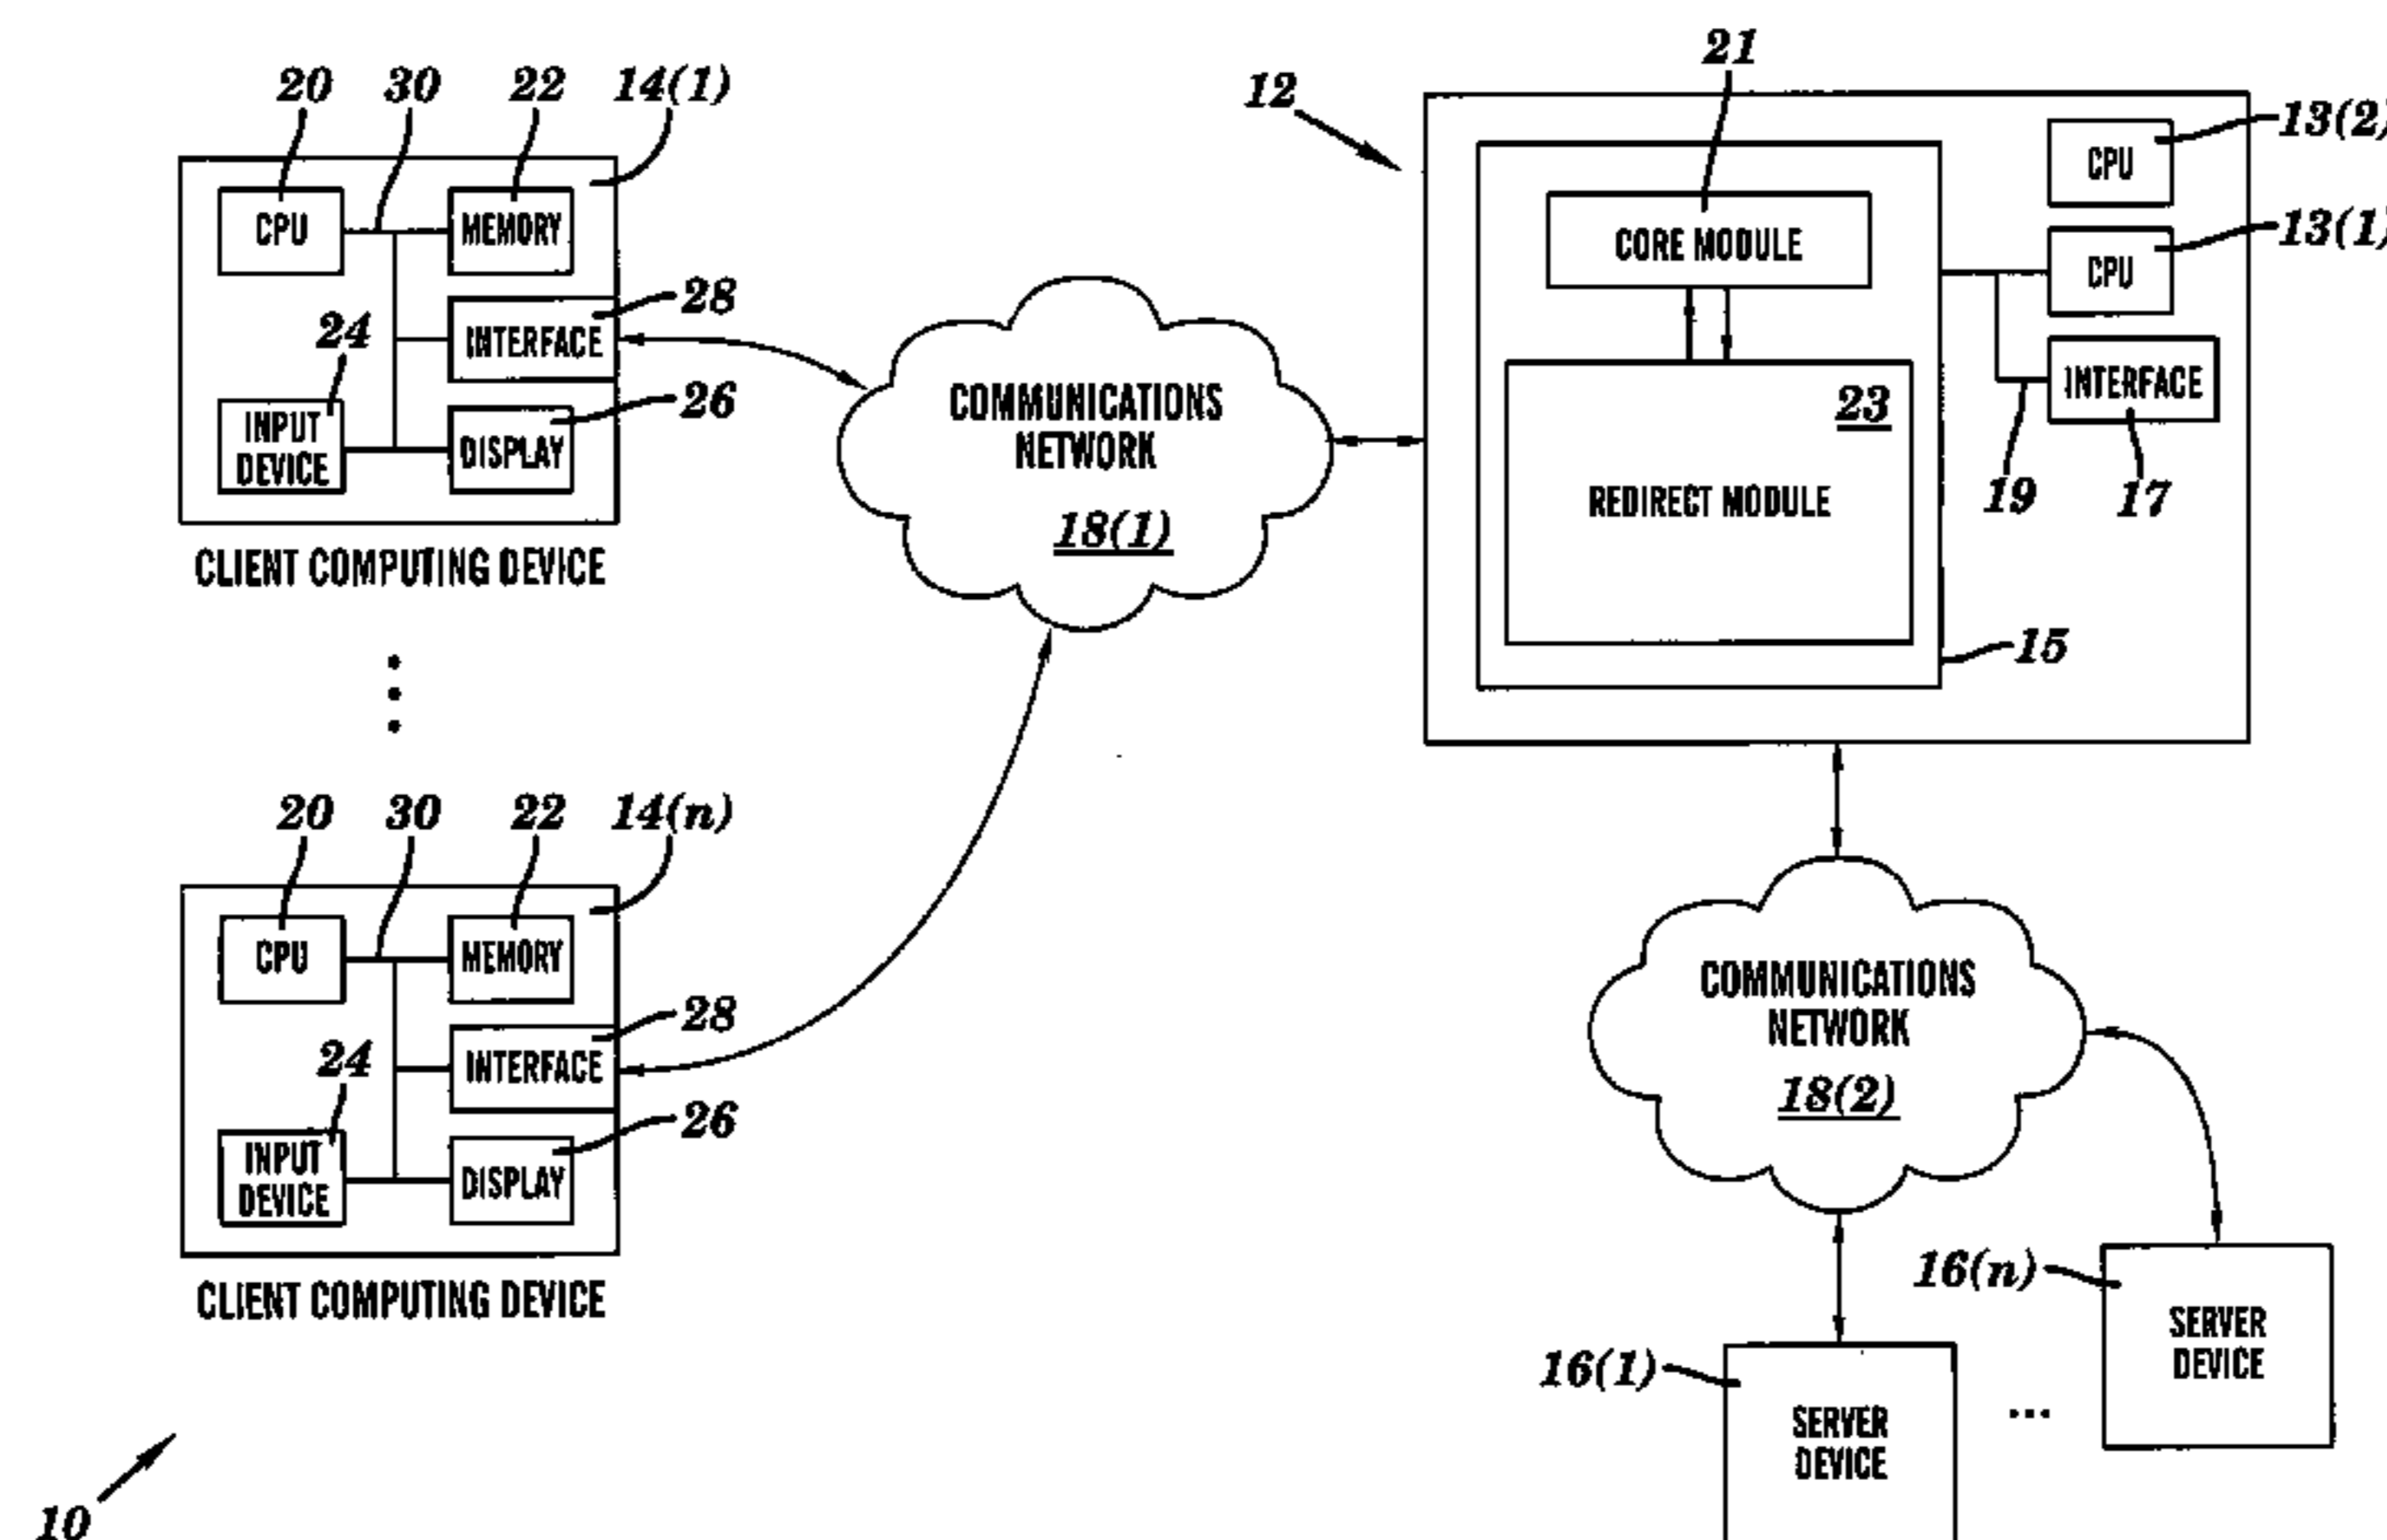 20 30 22 14(1)
CPU
MEMORY
28
INTERFACE
24
INPUT
DEVICE
26
DISPLAY
CLIENT COMPUTING DEVICE
20 30 22 14(n)
CPU
MEMORY
28
INTERFACE
24
INPUT
DEVICE
26
DISPLAY
CLIENT COMPUTING DEVICE
10
COMMUNICATIONS
NETWORK
18(1)
12
21
CORE MODULE
23
REDIRECT MODULE
15
13(2)
CPU
13(1)
CPU
INTERFACE
19 17
COMMUNICATIONS
NETWORK
18(2)
16(n)
SERVER
DEVICE
16(1)
SERVER
DEVICE
...